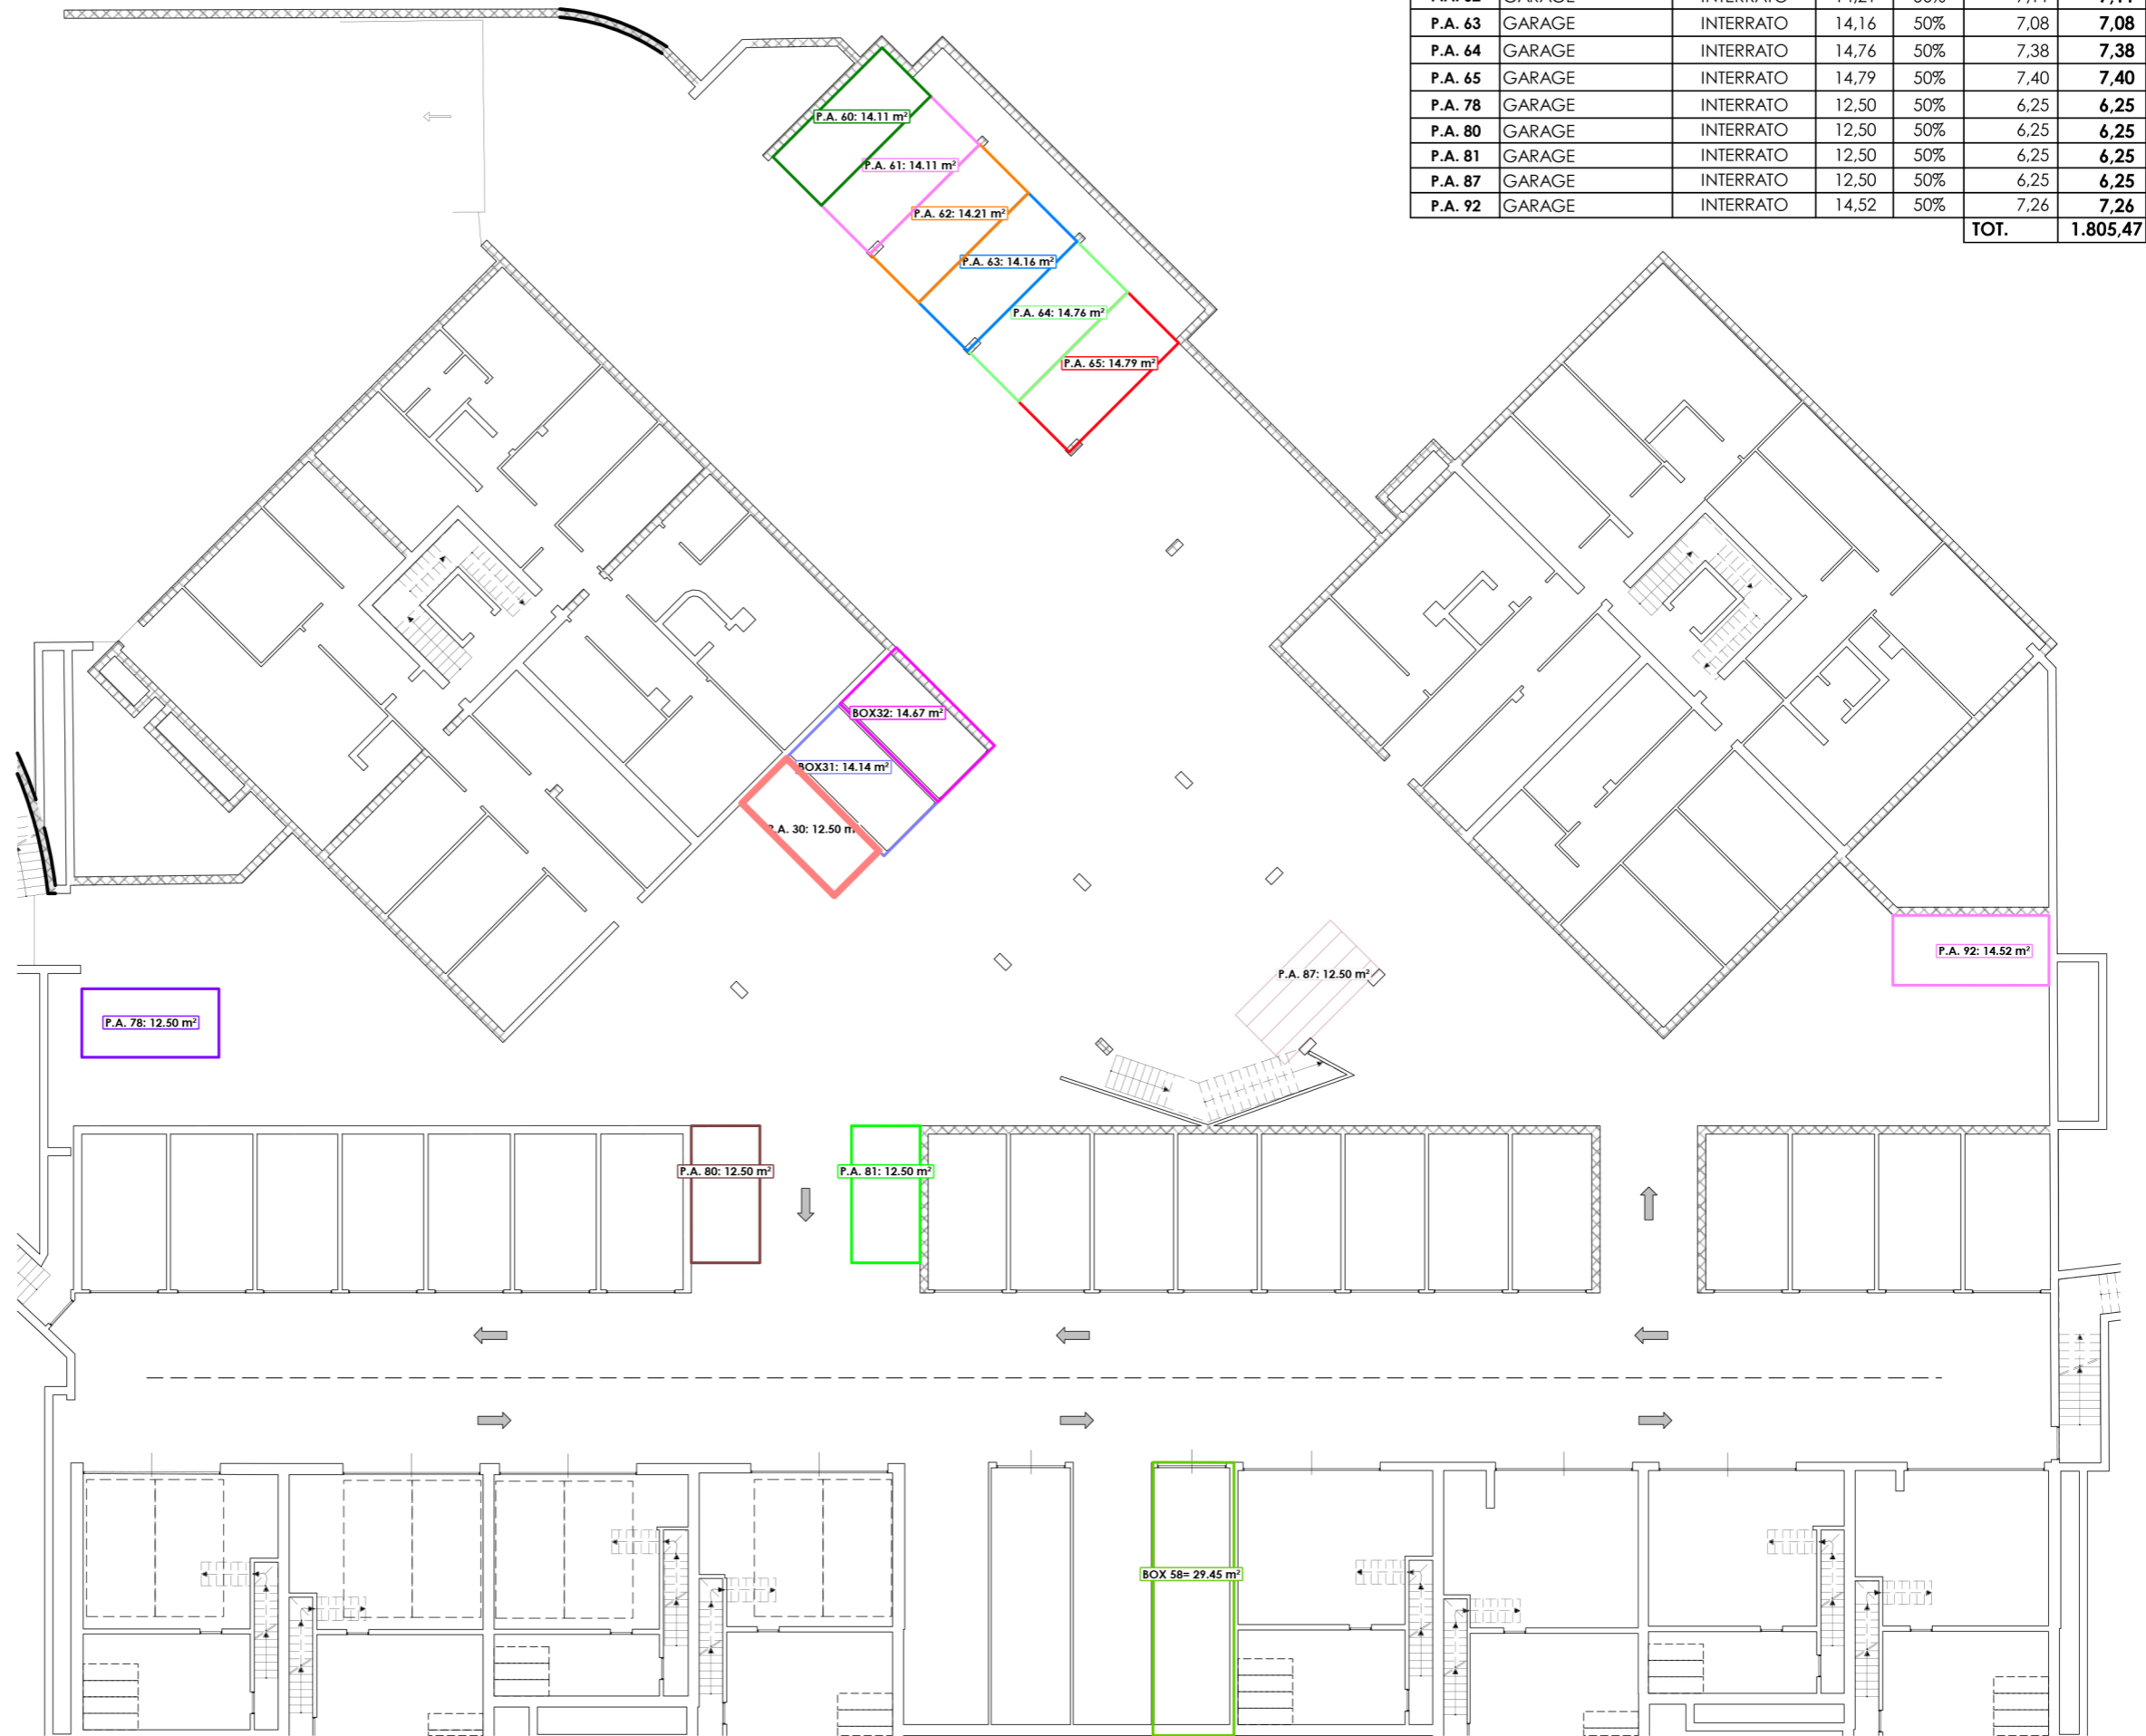 P.A. 63 GARAGE INTERRATO 14,16 50% 7,08 7,08
P.A. 64 GARAGE INTERRATO 14,76 50% 7,38 7,38
P.A. 65 GARAGE INTERRATO 14,79 50% 7,40 7,40
P.A. 78 GARAGE INTERRATO 12,50 50% 6,25 6,25
P.A. 80 GARAGE INTERRATO 12,50 50% 6,25 6,25
P.A. 81 GARAGE INTERRATO 12,50 50% 6,25 6,25
P.A. 87 GARAGE INTERRATO 12,50 50% 6,25 6,25
P.A. 92 GARAGE INTERRATO 14,52 50% 7,26 7,26
TOT. 1.805,47
P.A. 60: 14.11 m²
P.A. 61: 14.11 m²
P.A. 62: 14.21 m²
P.A. 63: 14.16 m²
P.A. 64: 14.76 m²
P.A. 65: 14.79 m²
BOX32: 14.67 m²
BOX31: 14.14 m²
P.A. 30: 12.50 m
P.A. 92: 14.52 m²
P.A. 87: 12.50 m²
P.A. 78: 12.50 m²
P.A. 80: 12.50 m²
P.A. 81: 12.50 m²
BOX 58= 29.45 m²